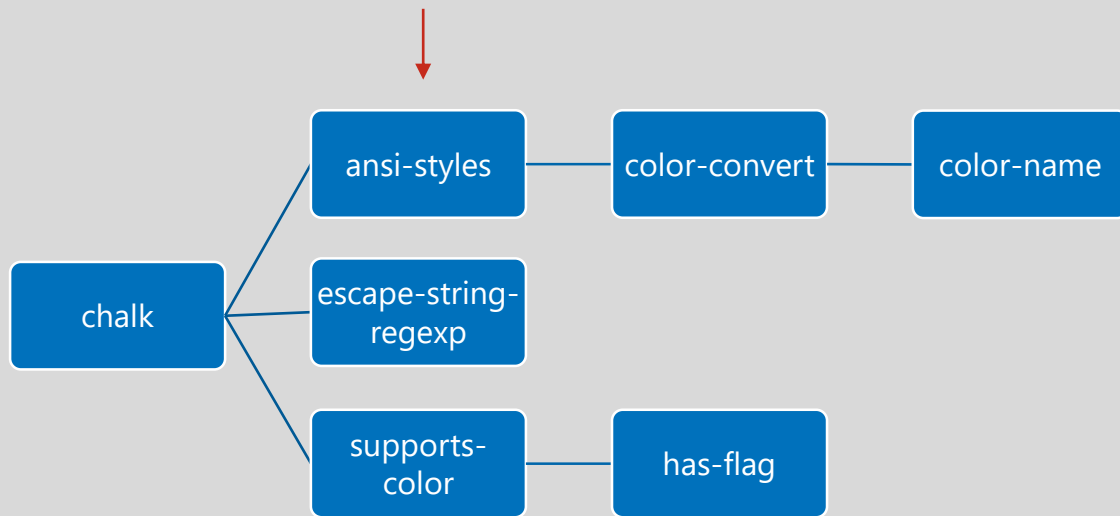 ansi-styles
color-convert
color-name
chalk
escape-string-
regexp
supports-
color
has-flag